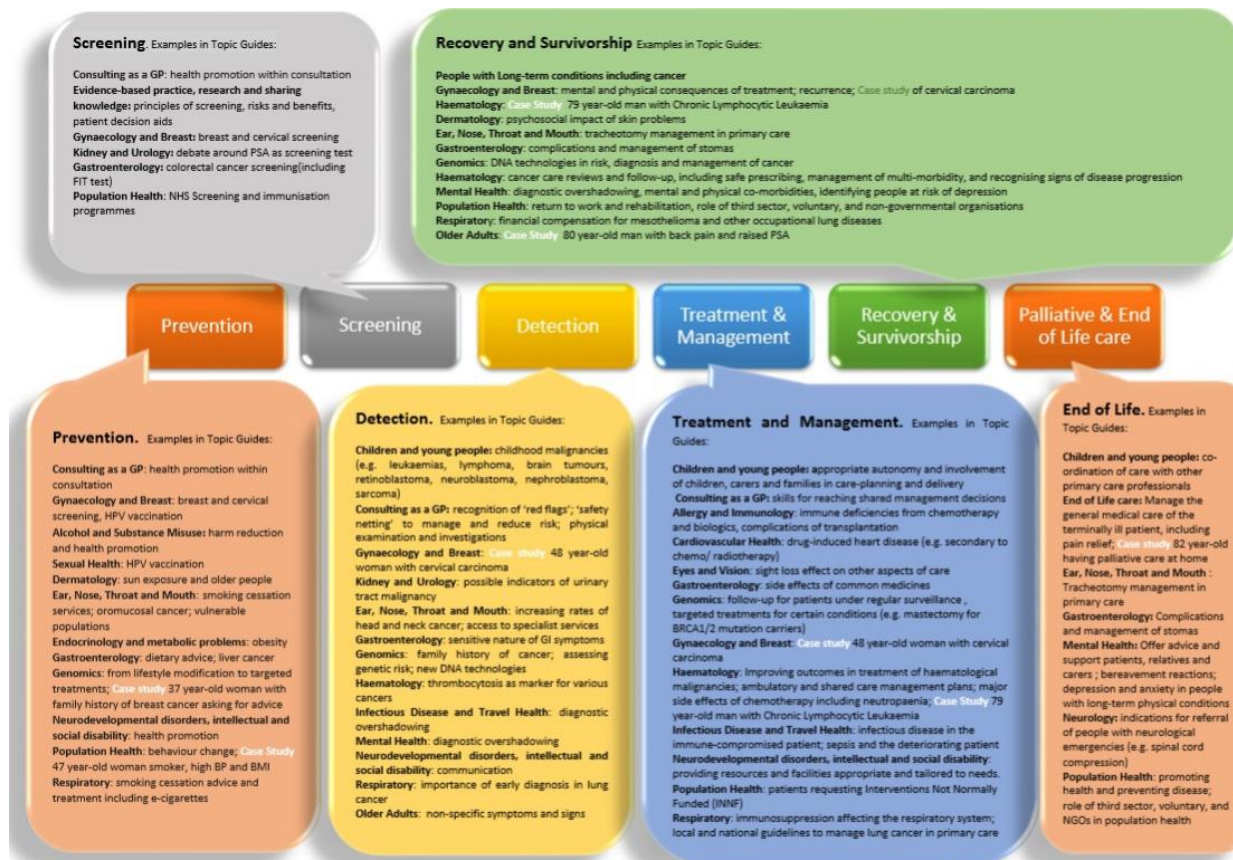 Screening. Examples in Topic Guides:
Consulting as a GP: health promotion within consultation
Evidence-based practice, research and sharing
knowledge: principles of screening, risks and benefits,
patient decision aids
Gynaecology and Breast: breast and cervical screening
Kidney and Urology: debate around PSA as screening test
Gastroenterology: colorectal cancer screening(including
FIT test)
Population Health: NHS Screening and immunisation
programmes
Recovery and Survivorship Examples in Topic Guides:
People with Long-term conditions including cancer
Gynaecology and Breast: mental and physical consequences of treatment; recurrence; Case study of cervical carcinoma
Haematology: Case Study 79 year-old man with Chronic Lymphocytic Leukaemia
Dermatology: psychosocial impact of skin problems
Ear, Nose, Throat and Mouth: tracheotomy management in primary care
Gastroenterology: complications and management of stomas
Genomics: DNA technologies in risk, diagnosis and management of cancer
Haematology: cancer care reviews and follow-up, including safe prescribing, management of multi-morbidity, and recognising signs of disease progression
Mental Health: diagnostic overshadowing, mental and physical co-morbidities, identifying people at risk of depression
Population Health: return to work and rehabilitation, role of third sector, voluntary, and non-governmental organisations
Respiratory: financial compensation for mesothelioma and other occupational lung diseases
Older Adults: Case Study 80 year-old man with back pain and raised PSA
Prevention
Screening
Detection
Treatment &
Management
Recovery &
Survivorship
Palliative & End
of Life care
Prevention. Examples in Topic Guides:
Consulting as a GP: health promotion within
consultation
Gynaecology and Breast: breast and cervical
screening, HPV vaccination
Alcohol and Substance Misuse: harm reduction
and health promotion
Sexual Health: HPV vaccination
Dermatology: sun exposure and older people
Ear, Nose, Throat and Mouth: smoking cessation
services; oromucosal cancer; vulnerable
populations
Endocrinology and metabolic problems: obesity
Gastroenterology: dietary advice; liver cancer
Genomics: from lifestyle modification to targeted
treatments; Case study 37 year-old woman with
family history of breast cancer asking for advice
Neurodevelopmental disorders, intellectual and
social disability: health promotion
Population Health: behaviour change; Case Study
47 year-old woman smoker, high BP and BMI
Respiratory: smoking cessation advice and
treatment including e-cigarettes
Detection. Examples in Topic Guides:
Children and young people: childhood malignancies
(e.g. leukaemias, lymphoma, brain tumours,
retinoblastoma, neuroblastoma, nephroblastoma,
sarcoma)
Consulting as a GP: recognition of 'red flags'; 'safety
netting' to manage and reduce risk; physical
examination and investigations
Gynaecology and Breast: Case study 48 year-old
woman with cervical carcinoma
Kidney and Urology: possible indicators of urinary
tract malignancy
Ear, Nose, Throat and Mouth: increasing rates of
head and neck cancer; access to specialist services
Gastroenterology: sensitive nature of GI symptoms
Genomics: family history of cancer; assessing
genetic risk; new DNA technologies
Haematology: thrombocytosis as marker for various
cancers
Infectious Disease and Travel Health: diagnostic
overshadowing
Mental Health: diagnostic overshadowing
Neurodevelopmental disorders, intellectual and
social disability: communication
Respiratory: importance of early diagnosis in lung
cancer
Older Adults: non-specific symptoms and signs
Treatment and Management. Examples in Topic
Guides:
Children and young people: appropriate autonomy and involvement
of children, carers and families in care-planning and delivery
Consulting as a GP: skills for reaching shared management decisions
Allergy and Immunology: immune deficiencies from chemotherapy
and biologics, complications of transplantation
Cardiovascular Health: drug-induced heart disease (e.g. secondary to
chemo/ radiotherapy)
Eyes and Vision: sight loss effect on other aspects of care
Gastroenterology: side effects of common medicines
Genomics: follow-up for patients under regular surveillance ,
targeted treatments for certain conditions (e.g. mastectomy for
BRCA1/2 mutation carriers)
Gynaecology and Breast: Case study 48 year-old woman with cervical
carcinoma
Haematology: Improving outcomes in treatment of haematological
malignancies; ambulatory and shared care management plans; major
side effects of chemotherapy including neutropaenia; Case Study 79
year-old man with Chronic Lymphocytic Leukaemia
Infectious Disease and Travel Health: infectious disease in the
immune-compromised patient; sepsis and the deteriorating patient
Neurodevelopmental disorders, intellectual and social disability:
providing resources and facilities appropriate and tailored to needs.
Population Health: patients requesting Interventions Not Normally
Funded (INNF)
Respiratory: immunosuppression affecting the respiratory system;
local and national guidelines to manage lung cancer in primary care
End of Life. Examples in
Topic Guides:
Children and young people: co-
ordination of care with other
primary care professionals
End of Life care: Manage the
general medical care of the
terminally ill patient, including
pain relief; Case study 82 year-old
having palliative care at home
Ear, Nose, Throat and Mouth :
Tracheotomy management in
primary care
Gastroenterology: Complications
and management of stomas
Mental Health: Offer advice and
support patients, relatives and
carers ; bereavement reactions;
depression and anxiety in people
with long-term physical conditions
Neurology: indications for referral
of people with neurological
emergencies (e.g. spinal cord
compression)
Population Health: promoting
health and preventing disease;
role of third sector, voluntary, and
NGOs in population health